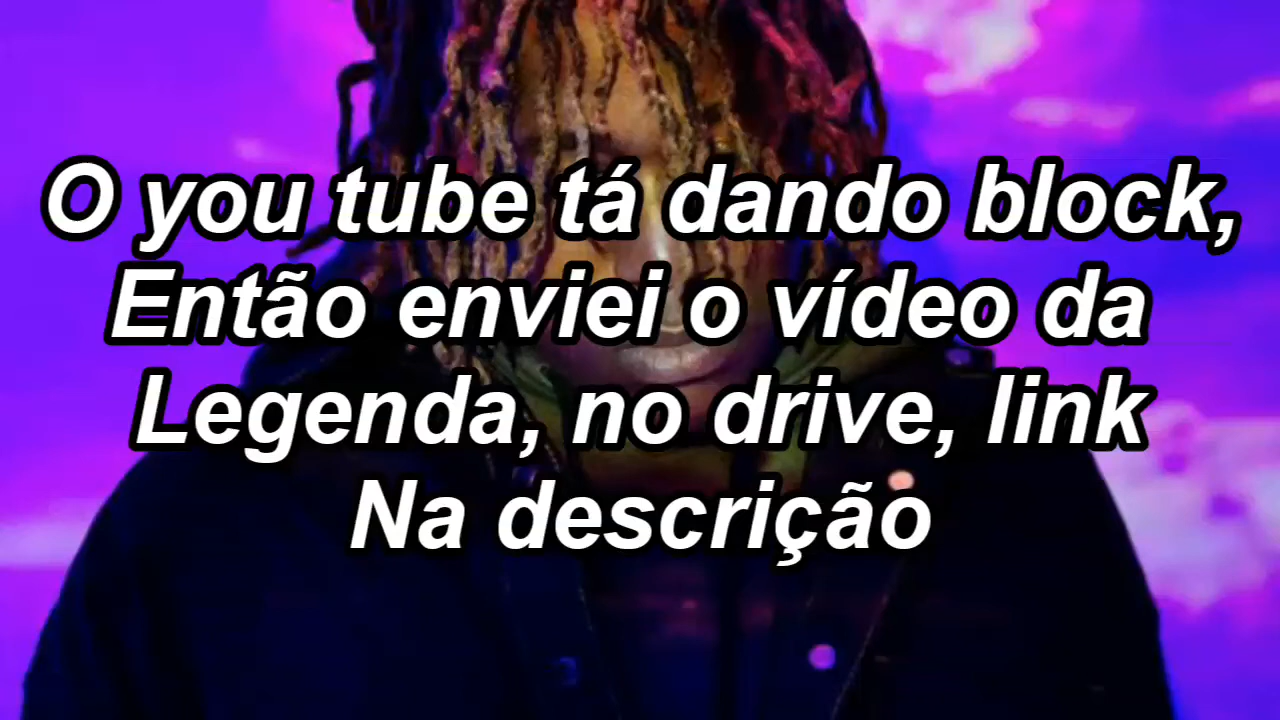 O you tube tá dando block,
Então enviei o vídeo da
Legenda, no drive, link
Na descrição